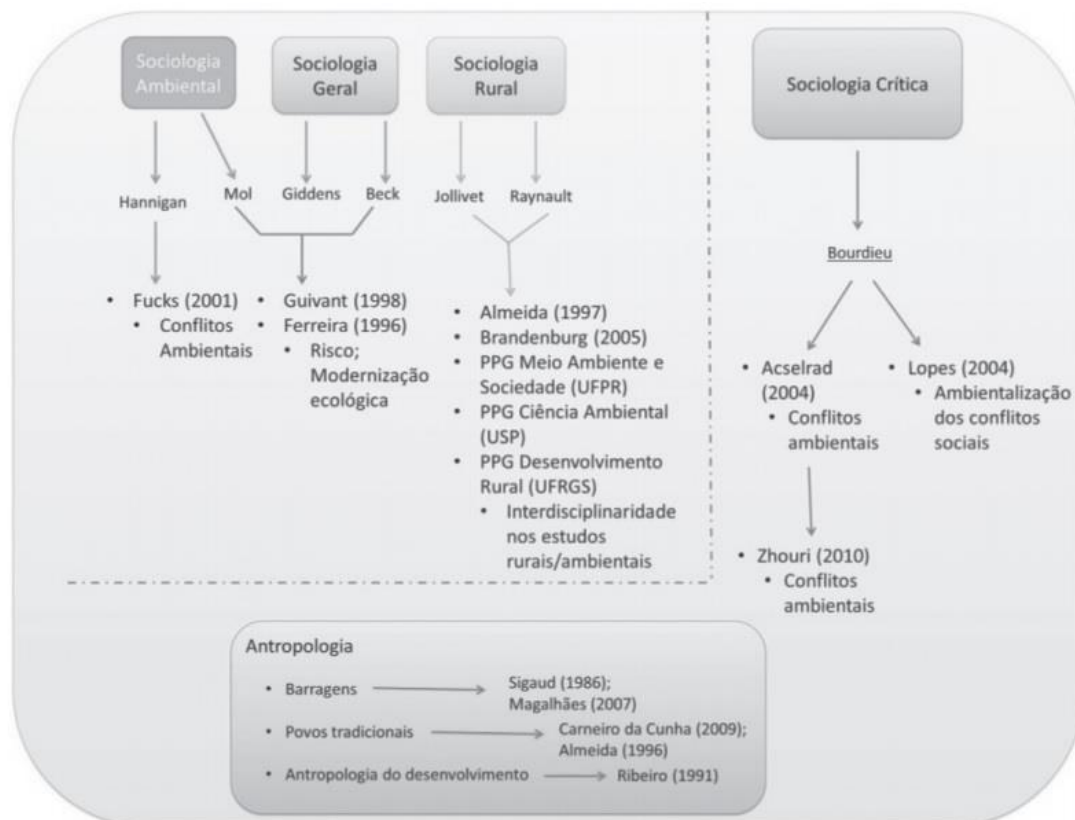 Sociologia
Ambiental
Sociologia
Geral
Sociologia
Rural
Hannigan
Mol
Giddens
Beck
Jollivet
Raynault
• Fucks (2001)
• Conflitos
Ambientais
• Guivant (1998)
• Ferreira (1996)
• Risco;
Modernização
ecológica
• Almeida (1997)
• Brandenburg (2005)
• PPG Meio Ambiente e
Sociedade (UFPR)
• PPG Ciência Ambiental
(USP)
• PPG Desenvolvimento
Rural (UFRGS)
• Interdisciplinaridade
nos estudos
rurais/ambientais
Sociologia Crítica
Bourdieu
• Acselrad
(2004)
• Conflitos
ambientais
• Lopes (2004)
• Ambientalização
dos conflitos
sociais
• Zhouri (2010)
• Conflitos
ambientais
Antropologia
• Barragens
Sigaud (1986);
Magalhães (2007)
• Povos tradicionais
Carneiro da Cunha (2009);
Almeida (1996)
• Antropologia do desenvolvimento
Ribeiro (1991)